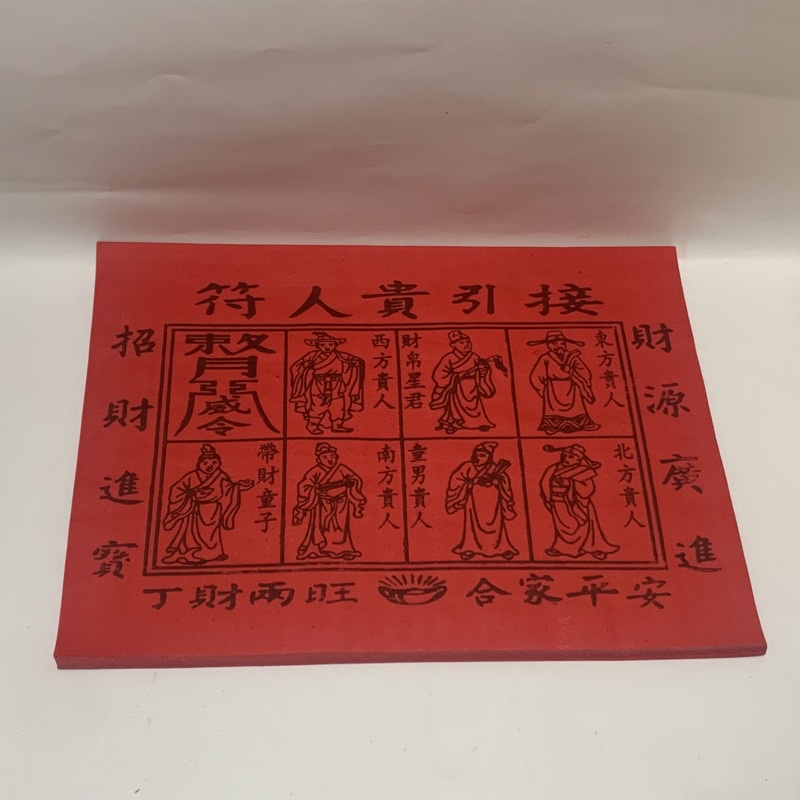 接引貴人符
財源廣進
招財進寶
東方貴人
財帛星君
西方貴人
北方貴人
童男貴人
南方貴人
帶財童子
合家平安
丁財兩旺